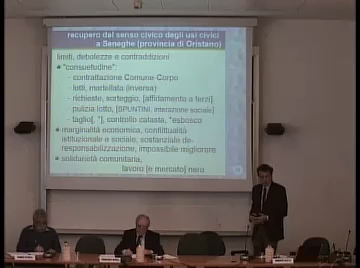 recupero del senso civico degli usi civici
a Seneghe (provincia di Oristano)
limiti, debolezze e contraddizioni
"consuetudine":
- contrattazione Comune-Corpo
- lotti, martellata (inversa)
- richieste, sorteggio, [affidamento a terzi]
- pulizia lotto, [SPUNTINI, interazione sociale]
- taglio[, "], controllo catasta, "esbosco
marginalità economica, conflittualità
istituzionale e sociale, sostanziale de-
responsabilizzazione, impossibile migliorare
solidarietà comunitaria,
lavoro [e mercato] nero